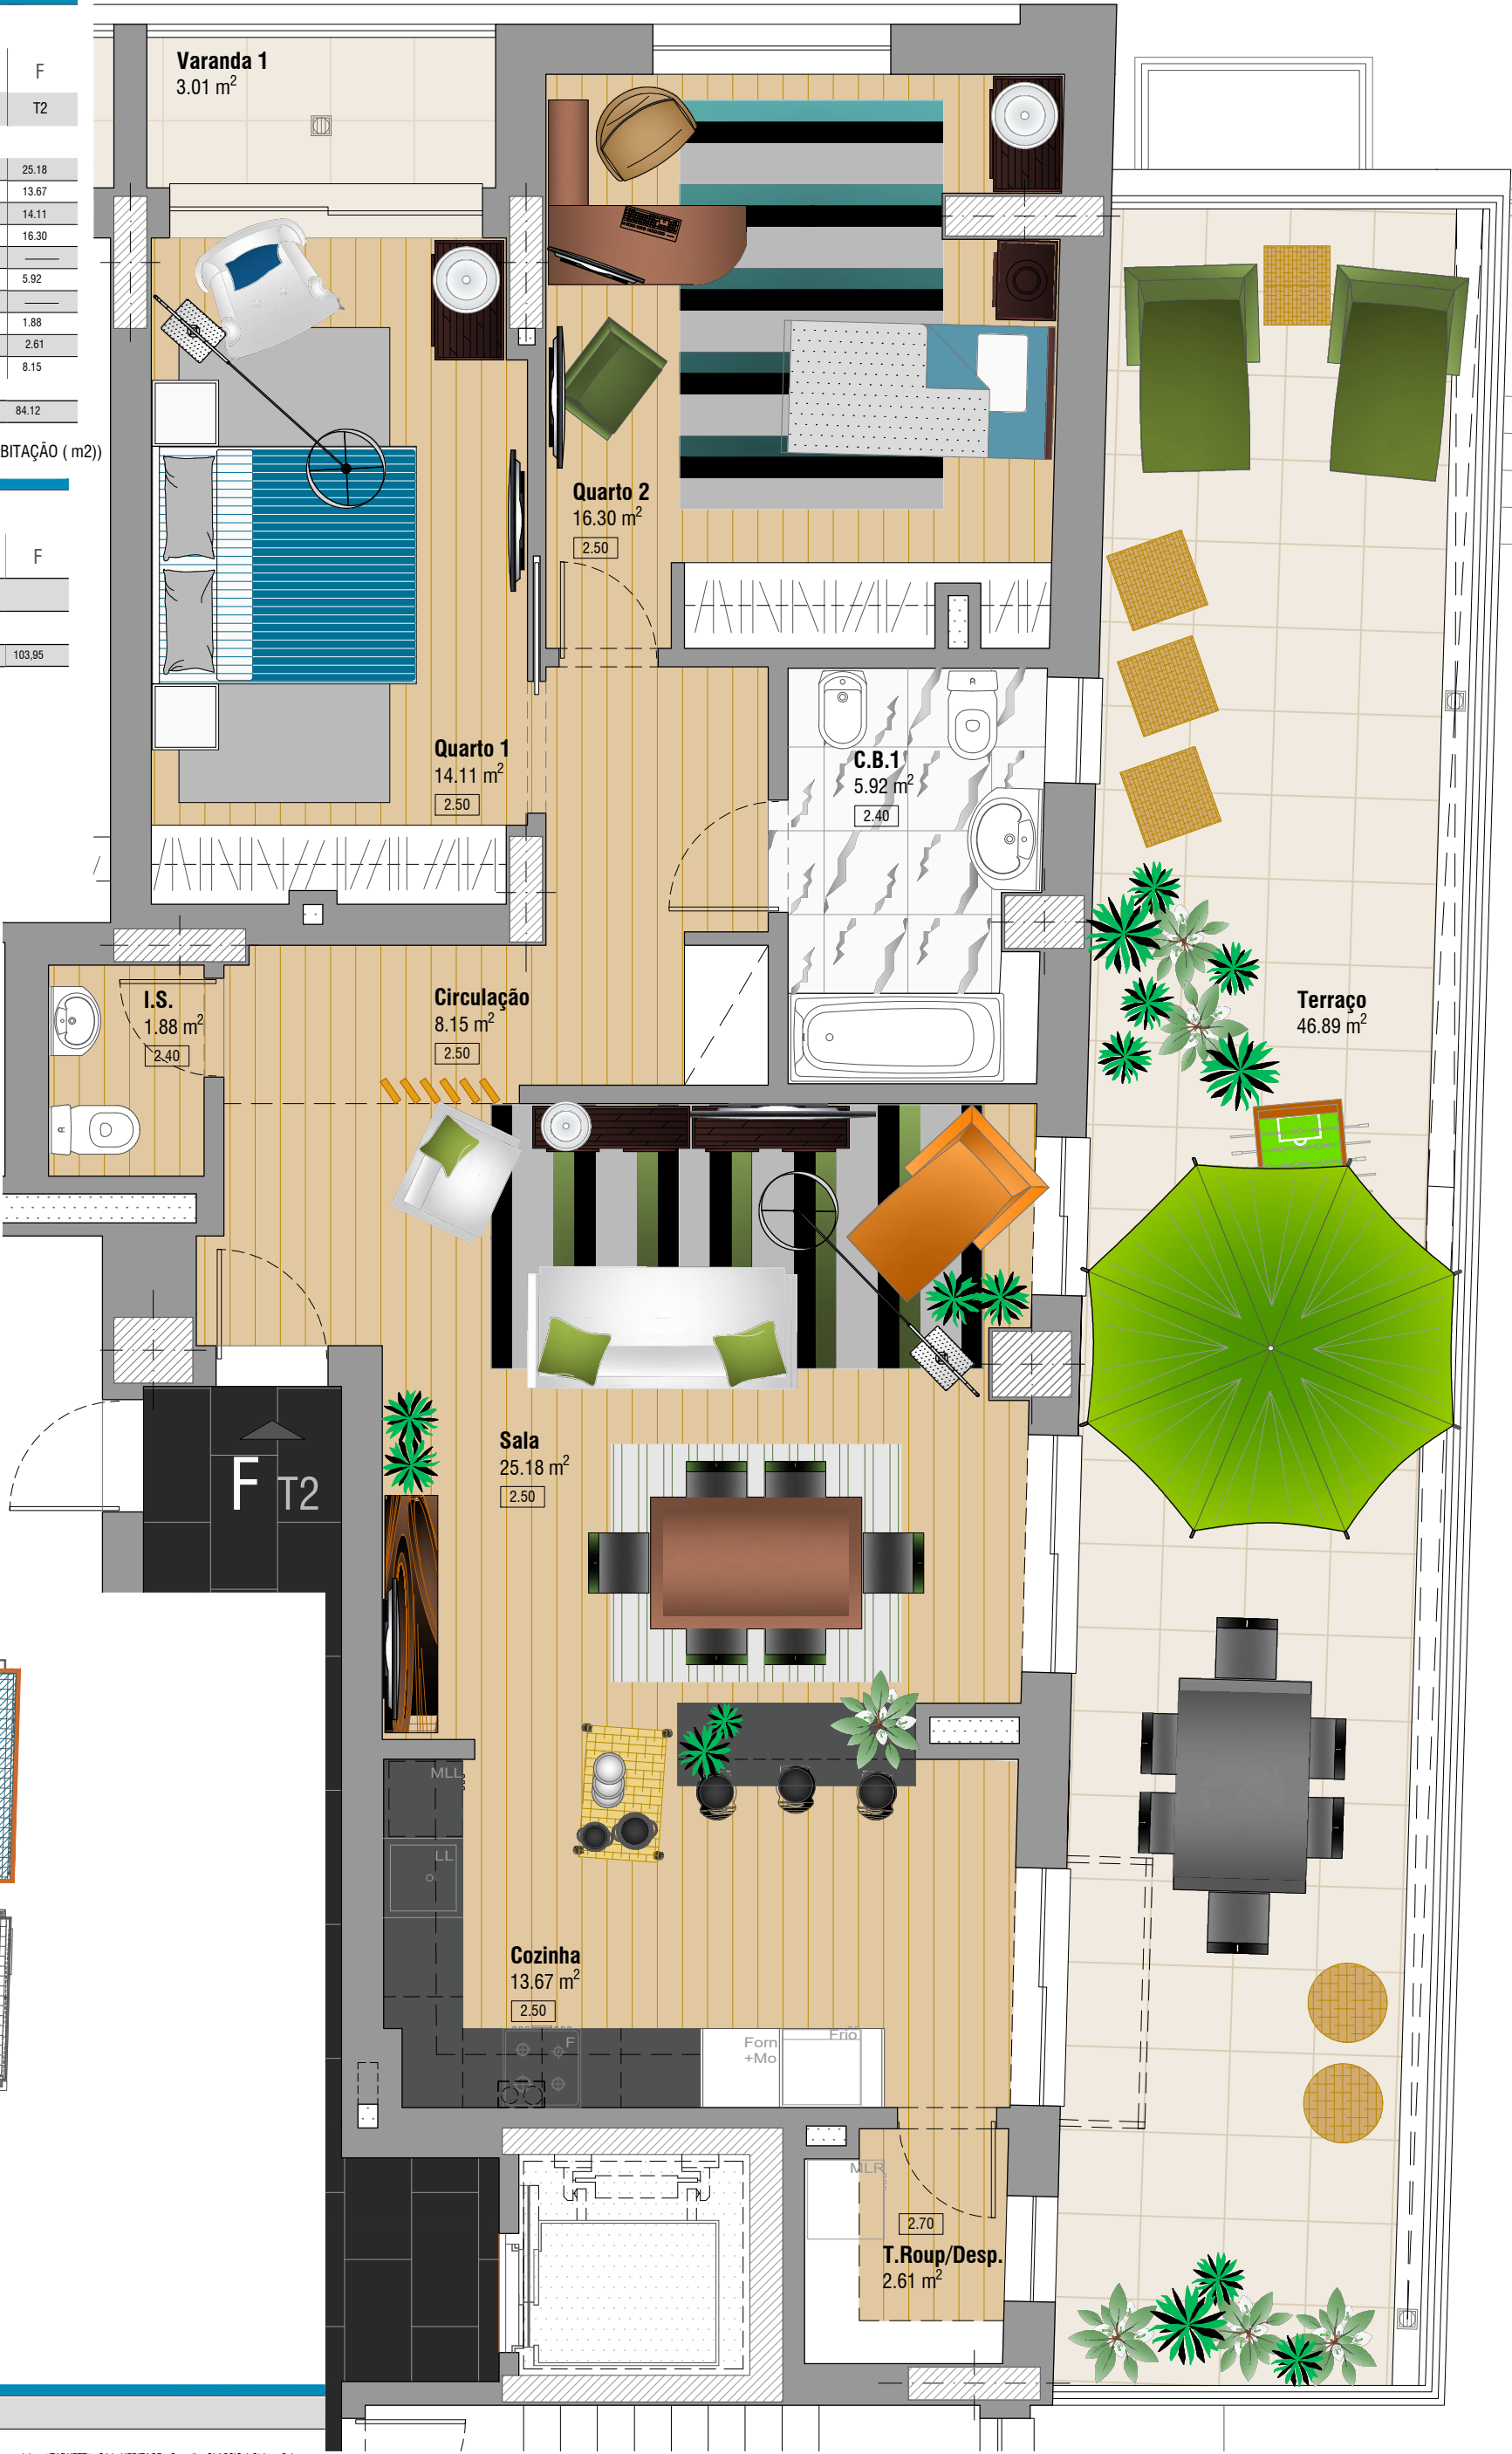 F
T2
25.18
13.67
14.11
16.30
5.92
1.88
2.61
8.15
84.12
BITAÇÃO ( m2))
F
103,95
Varanda 1
3.01 m²
Quarto 2
16.30 m²
2.50
Quarto 1
14.11 m²
2.50
C.B.1
5.92 m²
2.40
I.S.
1.88 m²
2.40
Circulação
8.15 m²
2.50
Terraço
46.89 m²
Sala
25.18 m²
2.50
F T2
MLL
LL
Cozinha
13.67 m²
2.50
F
Forn
+Mo
Frio
MLR
2.70
T.Roup/Desp.
2.61 m²